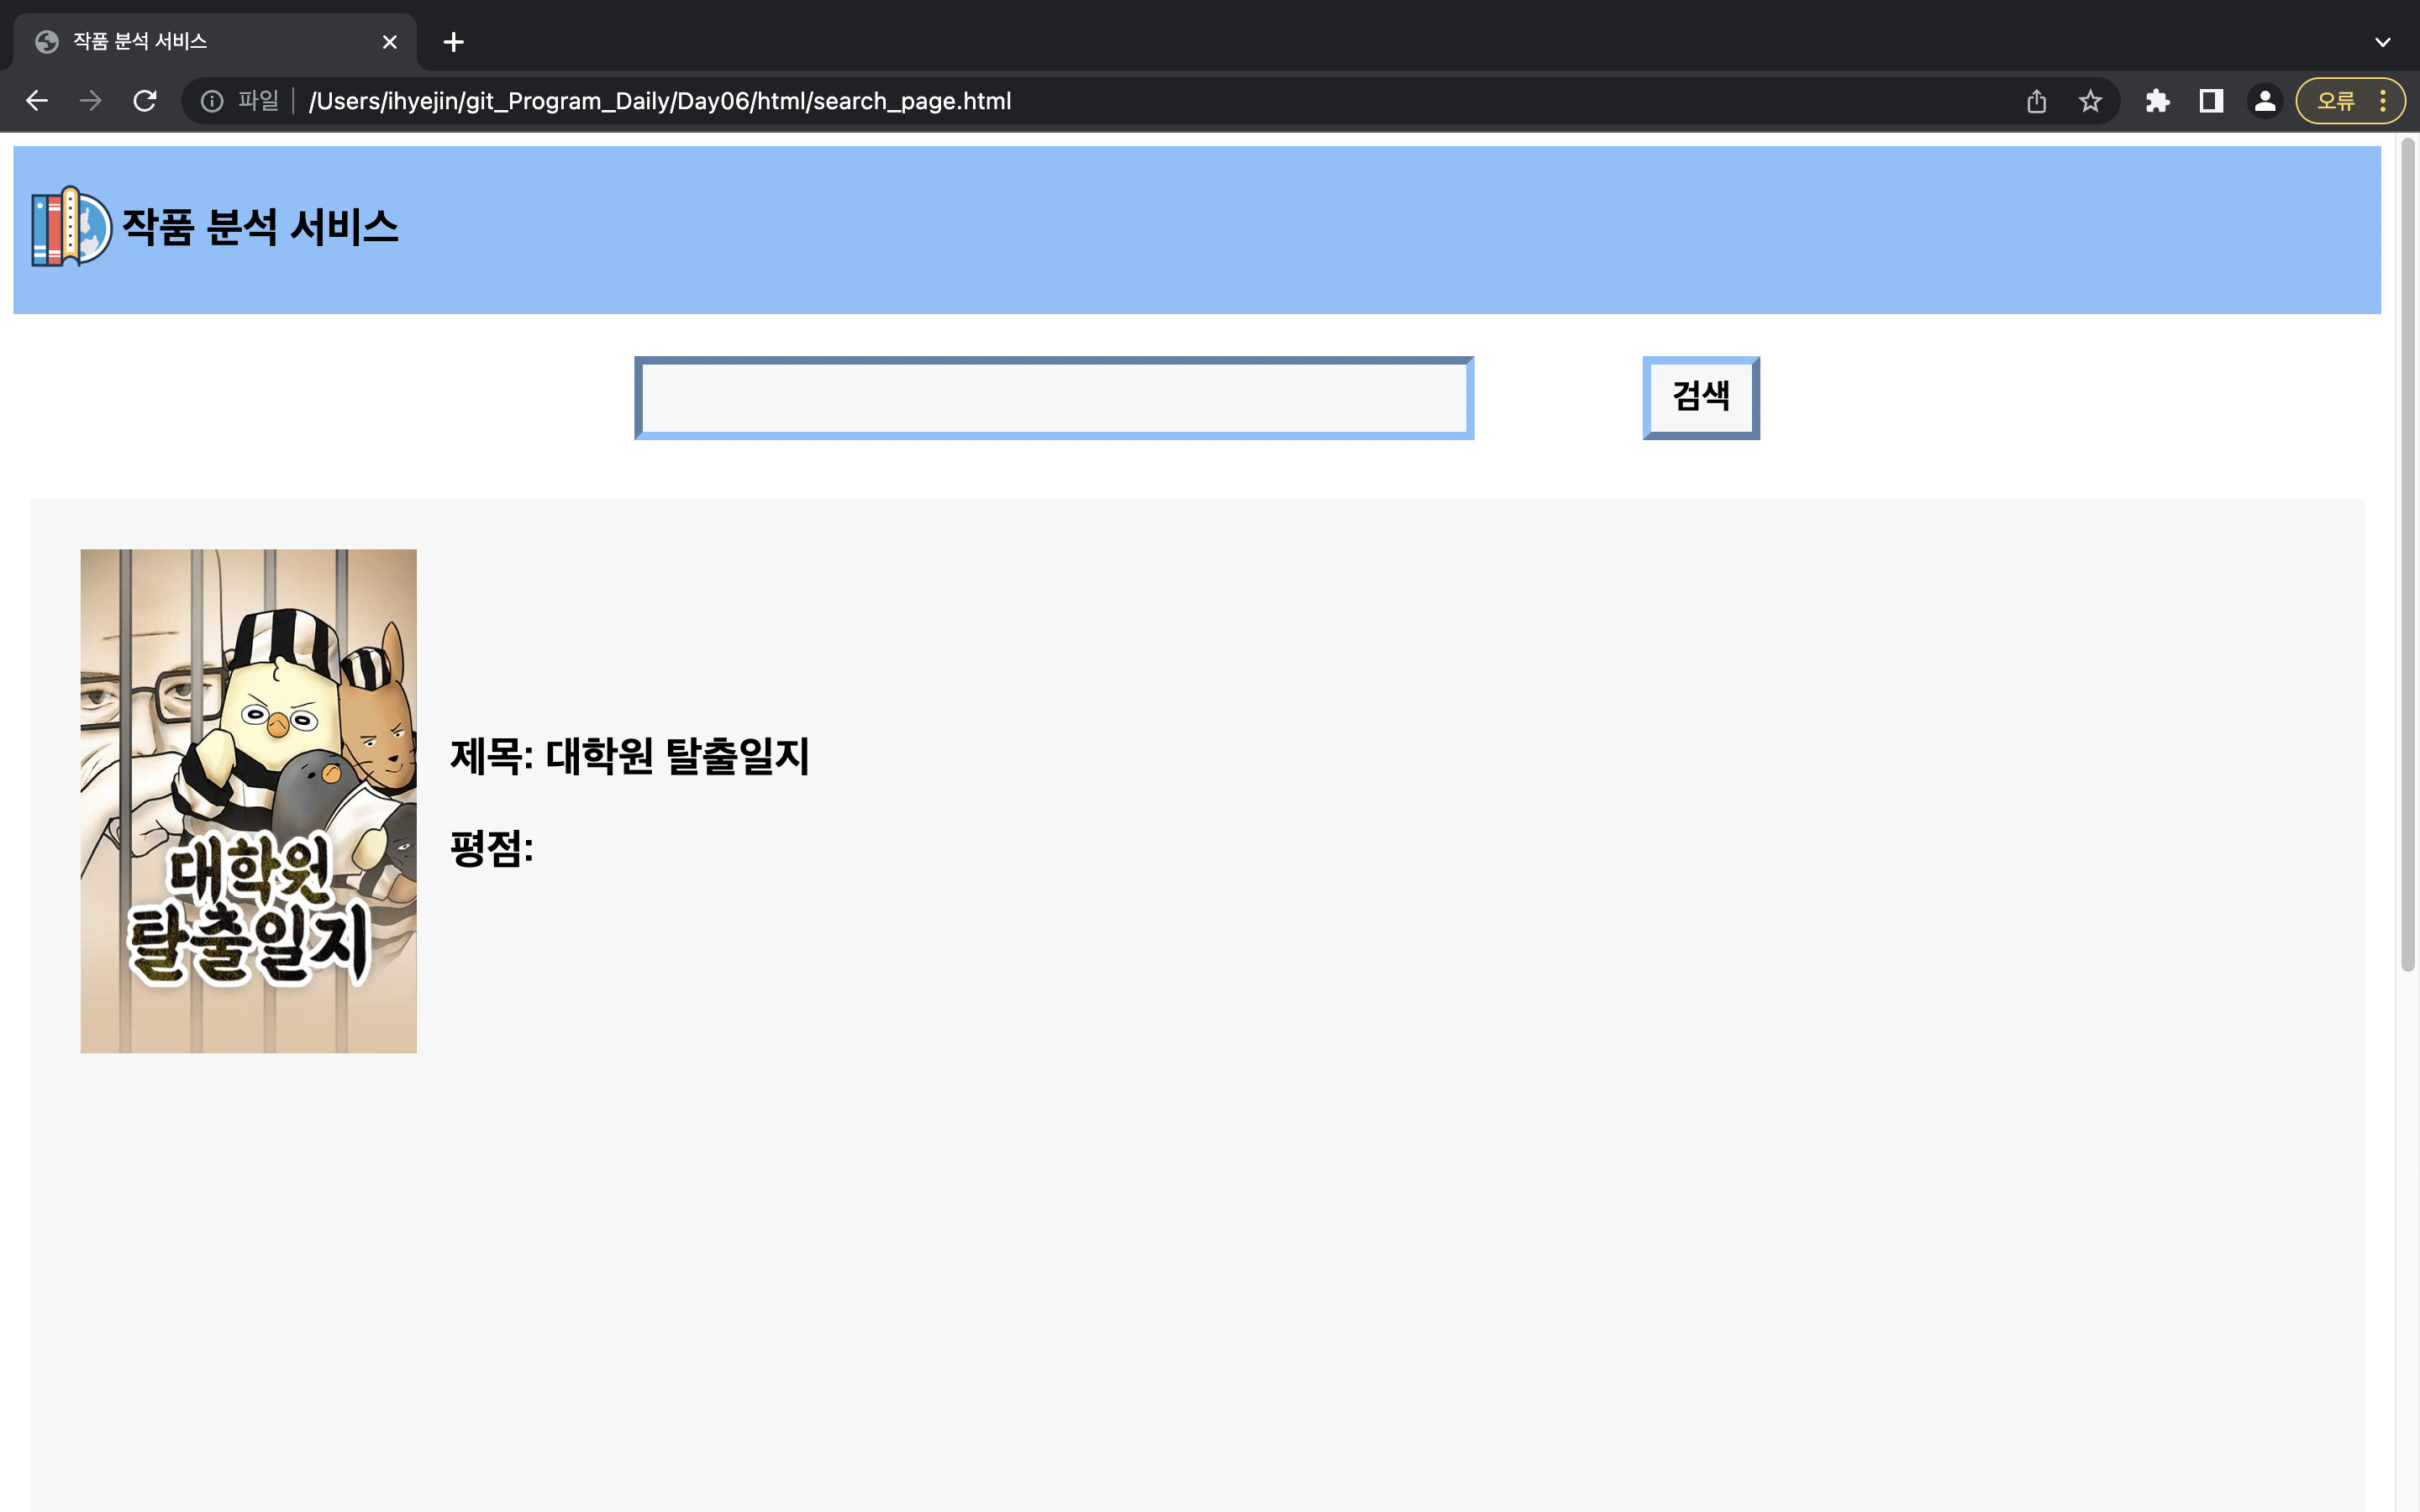 작품 분석 서비스
파일 /Users/ihyejin/git_Program_Daily/Day06/html/search_page.html
오류
작품 분석 서비스
검색
제목: 대학원 탈출일지
평점:
대학원
탈출일지